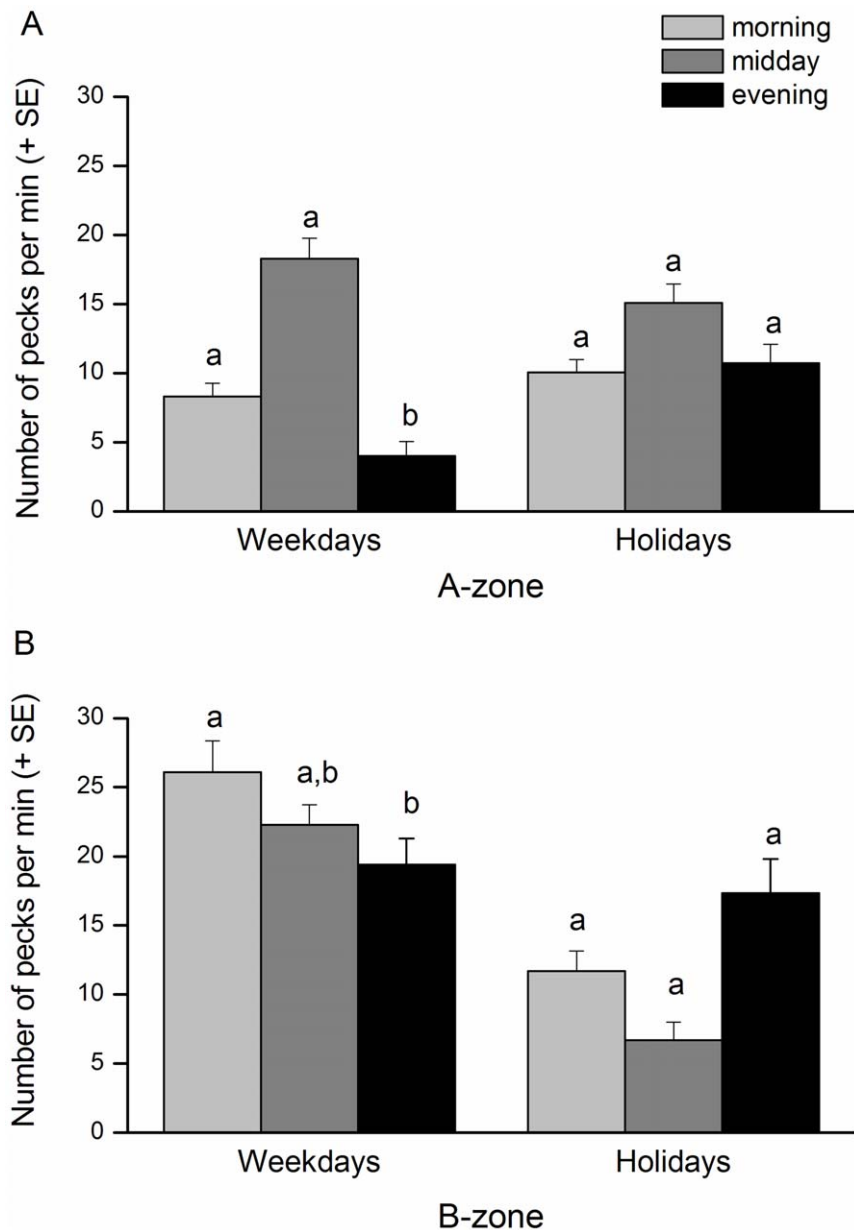 A
morning
midday
evening
Number of pecks per min (+ SE)
30
25
20
15
10
5
0
a
a
b
a
a
a
Weekdays
Holidays
A-zone
B
Number of pecks per min (+ SE)
30
25
20
15
10
5
0
a
a,b
b
a
a
a
Weekdays
Holidays
B-zone